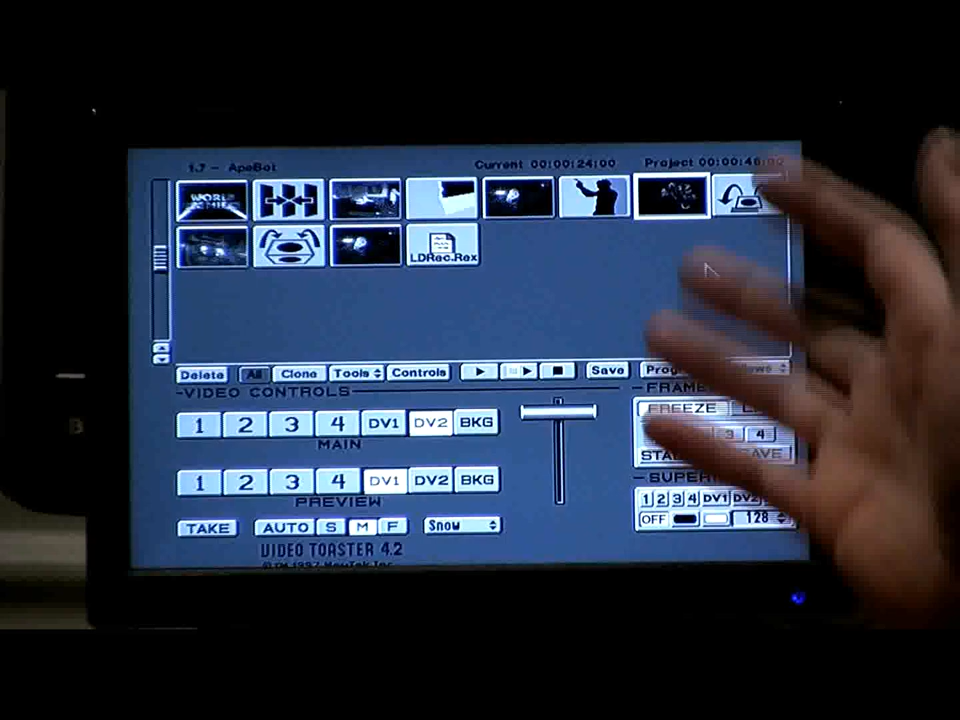 1.7 - ApeBot Current 00:00:24:00 Project 00:00:46:00
WORLD
LDRec.Rex
Delete All Clone Tools Controls Save
VIDEO CONTROLS
1 2 3 4 DV1 DV2 BKG
MAIN
1 2 3 4 DV1 DV2 BKG
PREVIEW
TAKE AUTO S M F Snow
VIDEO TOASTER 4.2
FREEZE
3 4
1 2 3 4 DV1 DV2
OFF 128